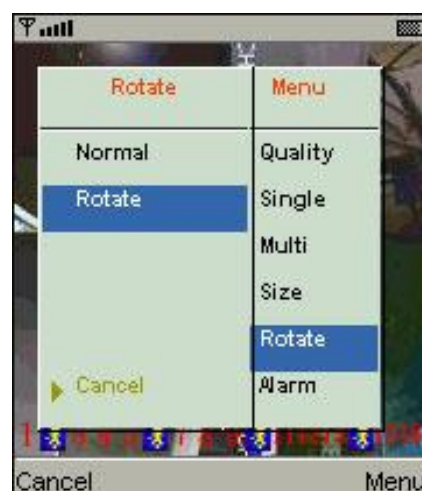 Rotate
Normal
Rotate
Cancel
Menu
Quality
Single
Multi
Size
Rotate
Alarm
Cancel
Menu